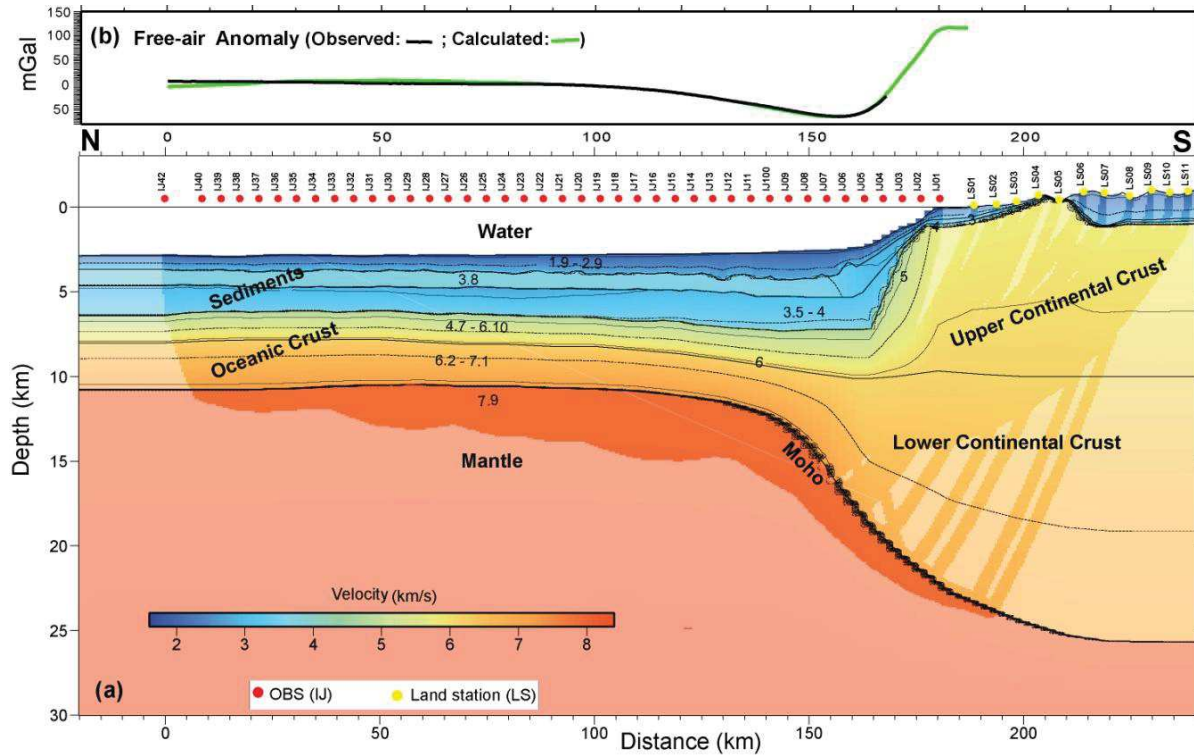 150
100
50
0
50
mGal
(b) Free-air Anomaly (Observed: ; Calculated: )
0 50 100 150 200
N S
IJ42 IJ40 IJ39 IJ38 IJ37 IJ36 IJ35 IJ34 IJ33 IJ32 IJ31 IJ30 IJ29 IJ28 IJ27 IJ26 IJ25 IJ24 IJ23 IJ22 IJ21 IJ20 IJ19 IJ18 IJ17 IJ16 IJ15 IJ14 IJ13 IJ12 IJ11 IJ100 IJ09 IJ08 IJ07 IJ06 IJ05 IJ04 IJ03 IJ02 IJ01 LS01 LS02 LS03 LS04 LS05 LS06 LS07 LS08 LS09 LS10 LS11
0
Water
4 3
1.9 - 2.9
Sediments
3.8
5
5
3.5 - 4
4.7 - 6.10
Upper Continental Crust
Oceanic Crust
6.2 - 7.1
6
10
7.9
Lower Continental Crust
Depth (km)
Mantle
Moho
15
20
Velocity (km/s)
2 3 4 5 6 7 8
25
(a)
OBS (IJ) Land station (LS)
30
0 50 100 150 200
Distance (km)